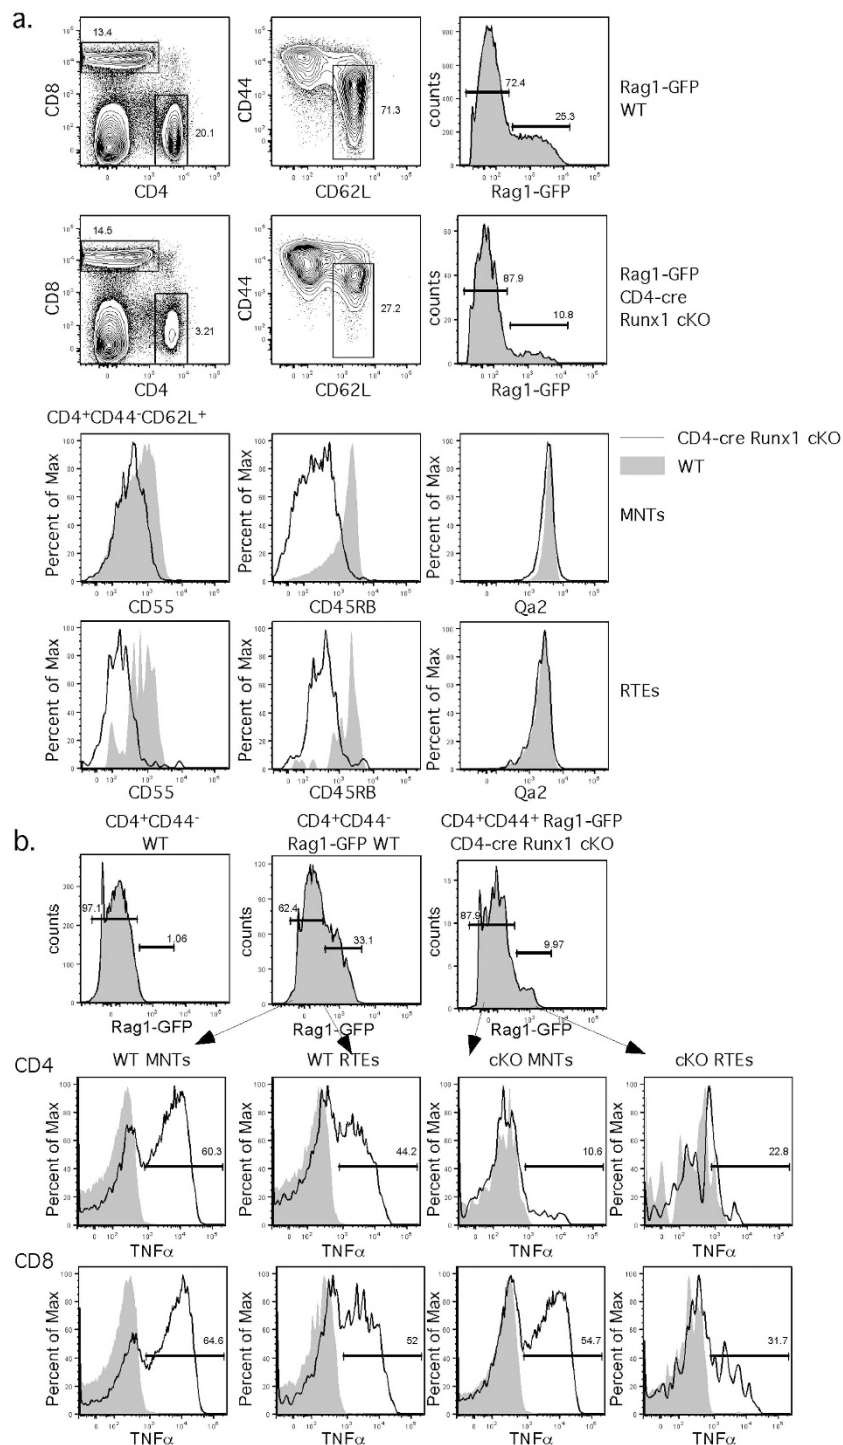 a.
13.4
20.1
CD8
CD4
71.3
CD44
CD62L
72.4
25.3
counts
Rag1-GFP
Rag1-GFP
WT
14.5
3.21
CD8
CD4
27.2
CD44
CD62L
87.9
10.8
counts
Rag1-GFP
Rag1-GFP
CD4-cre
Runx1 cKO
CD4+CD44-CD62L+
CD4-cre Runx1 cKO
WT
Percent of Max
CD55
Percent of Max
CD45RB
Percent of Max
Qa2
MNTs
Percent of Max
CD55
Percent of Max
CD45RB
Percent of Max
Qa2
RTEs
b.
CD4+CD44-
WT
CD4+CD44-
Rag1-GFP WT
CD4+CD44+ Rag1-GFP
CD4-cre Runx1 cKO
97.1
1.06
counts
Rag1-GFP
62.4
33.1
counts
Rag1-GFP
87.9
9.97
counts
Rag1-GFP
CD4
WT MNTs
WT RTEs
cKO MNTs
cKO RTEs
60.3
Percent of Max
TNFα
44.2
Percent of Max
TNFα
10.6
Percent of Max
TNFα
22.8
Percent of Max
TNFα
CD8
64.6
Percent of Max
TNFα
52
Percent of Max
TNFα
54.7
Percent of Max
TNFα
31.7
Percent of Max
TNFα